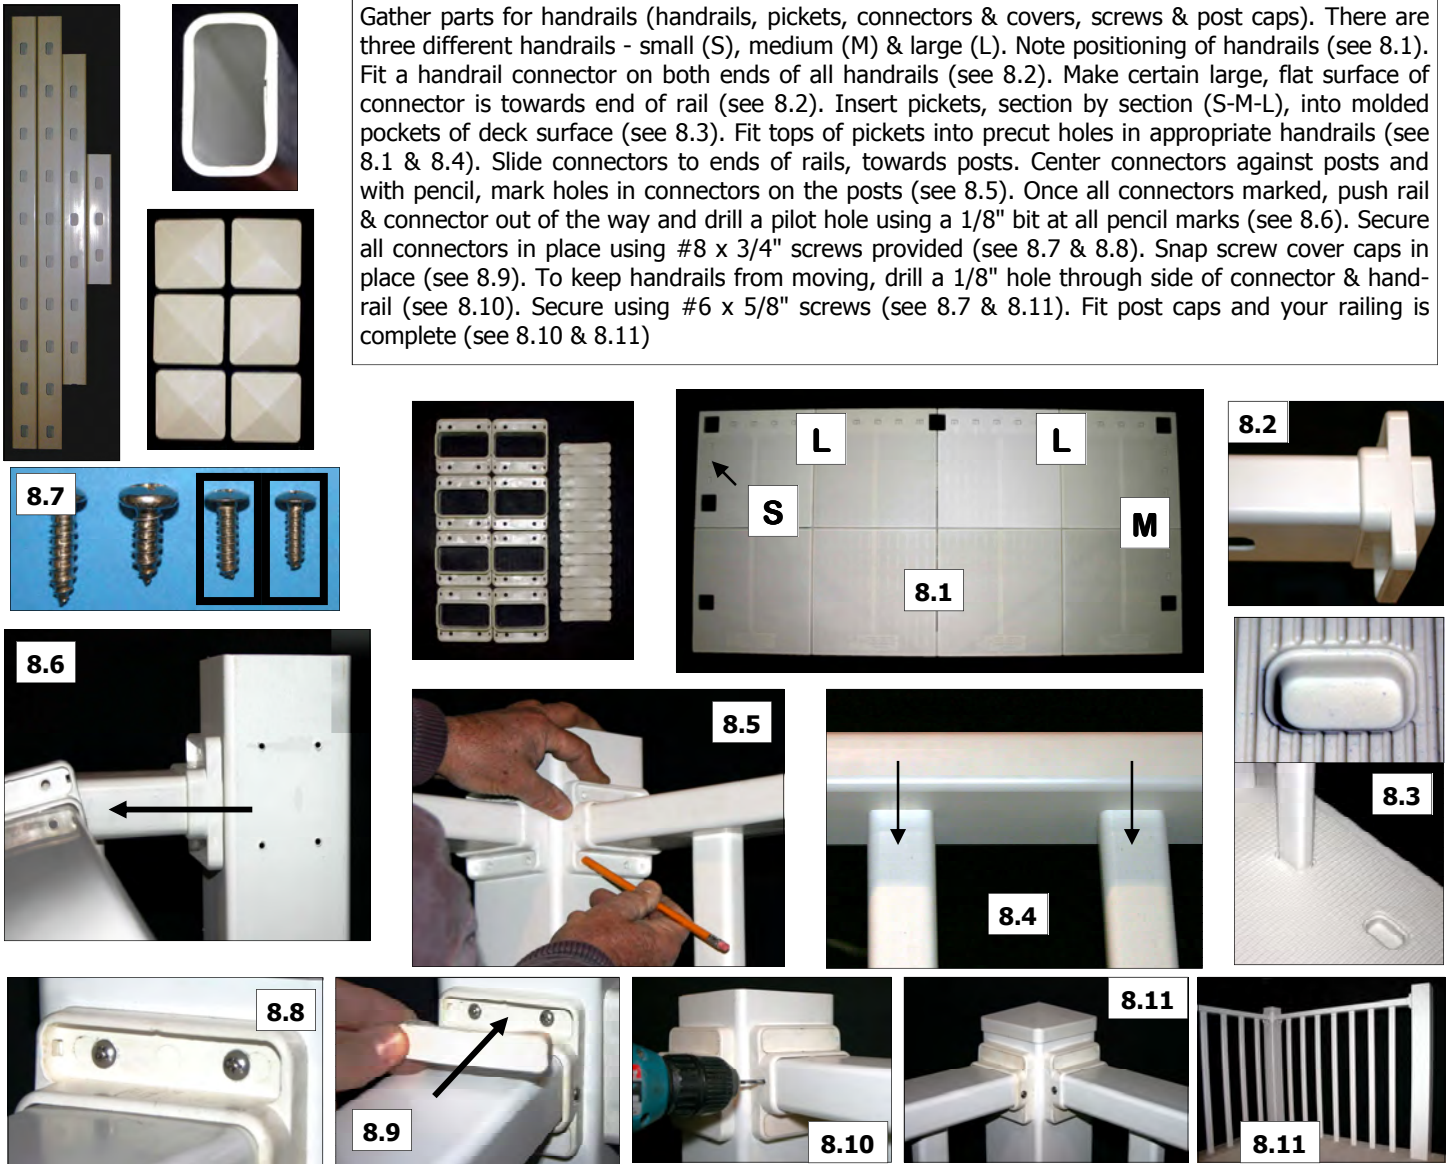 Gather parts for handrails (handrails, pickets, connectors & covers, screws & post caps). There are
three different handrails - small (S), medium (M) & large (L). Note positioning of handrails (see 8.1).
Fit a handrail connector on both ends of all handrails (see 8.2). Make certain large, flat surface of
connector is towards end of rail (see 8.2). Insert pickets, section by section (S-M-L), into molded
pockets of deck surface (see 8.3). Fit tops of pickets into precut holes in appropriate handrails (see
8.1 & 8.4). Slide connectors to ends of rails, towards posts. Center connectors against posts and
with pencil, mark holes in connectors on the posts (see 8.5). Once all connectors marked, push rail
& connector out of the way and drill a pilot hole using a 1/8" bit at all pencil marks (see 8.6). Secure
all connectors in place using #8 x 3/4" screws provided (see 8.7 & 8.8). Snap screw cover caps in
place (see 8.9). To keep handrails from moving, drill a 1/8" hole through side of connector & hand-
rail (see 8.10). Secure using #6 x 5/8" screws (see 8.7 & 8.11). Fit post caps and your railing is
complete (see 8.10 & 8.11)
8.7
L
L
S
M
8.1
8.2
8.6
8.5
8.4
8.3
8.8
8.9
8.10
8.11
8.11